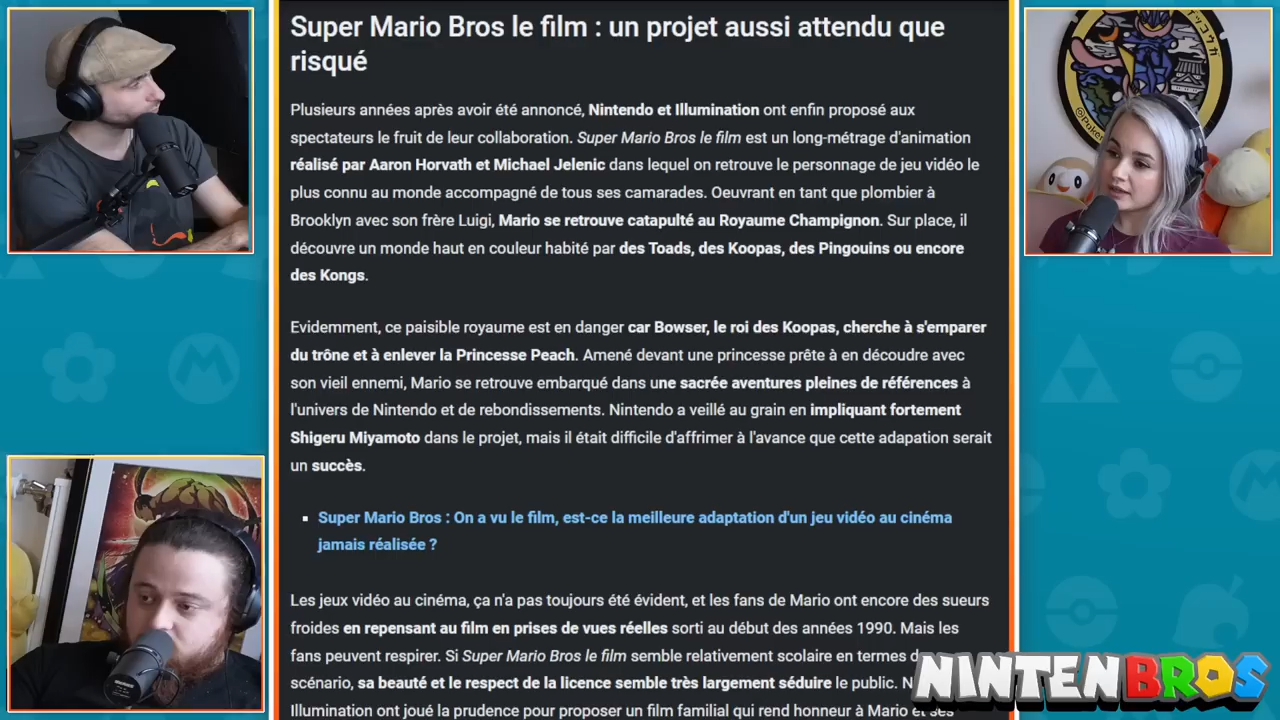 Super Mario Bros le film : un projet aussi attendu que
risqué
Plusieurs années après avoir été annoncé, Nintendo et Illumination ont enfin proposé aux
spectateurs le fruit de leur collaboration. Super Mario Bros le film est un long-métrage d'animation
réalisé par Aaron Horvath et Michael Jelenic dans lequel on retrouve le personnage de jeu vidéo le
plus connu au monde accompagné de tous ses camarades. Oeuvrant en tant que plombier à
Brooklyn avec son frère Luigi, Mario se retrouve catapulté au Royaume Champignon. Sur place, il
découvre un monde haut en couleur habité par des Toads, des Koopas, des Pingouins ou encore
des Kongs.
Evidemment, ce paisible royaume est en danger car Bowser, le roi des Koopas, cherche à s'emparer
du trône et à enlever la Princesse Peach. Amené devant une princesse prête à en découdre avec
son vieil ennemi, Mario se retrouve embarqué dans une sacrée aventures pleines de références à
l'univers de Nintendo et de rebondissements. Nintendo a veillé au grain en impliquant fortement
Shigeru Miyamoto dans le projet, mais il était difficile d'affrimer à l'avance que cette adapation serait
un succès.
Super Mario Bros : On a vu le film, est-ce la meilleure adaptation d'un jeu vidéo au cinéma
jamais réalisée ?
Les jeux vidéo au cinéma, ça n'a pas toujours été évident, et les fans de Mario ont encore des sueurs
froides en repensant au film en prises de vues réelles sorti au début des années 1990. Mais les
fans peuvent respirer. Si Super Mario Bros le film semble relativement scolaire en termes
scénario, sa beauté et le respect de la licence semble très largement séduire le public.
Illumination ont joué la prudence pour proposer un film familial qui rend honneur à Mario et ses
NINTENBROS